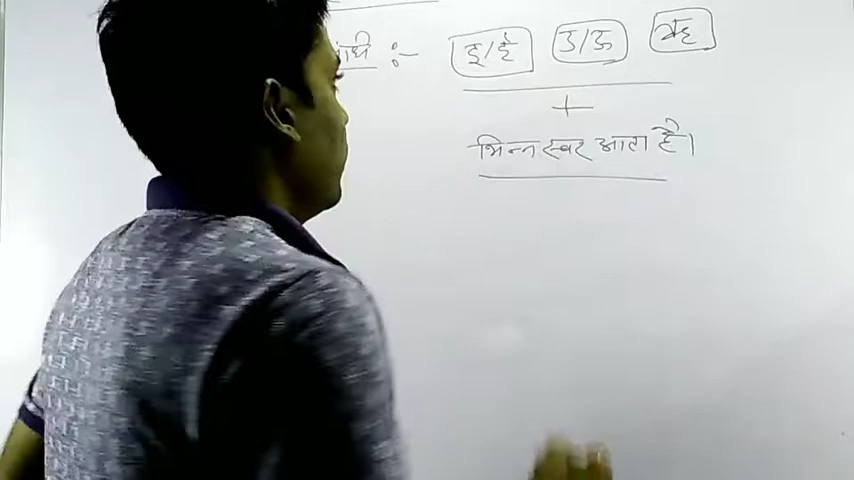 :- इ/ई उ/ऊ ऋ
+
भिन्न स्वर आता है।